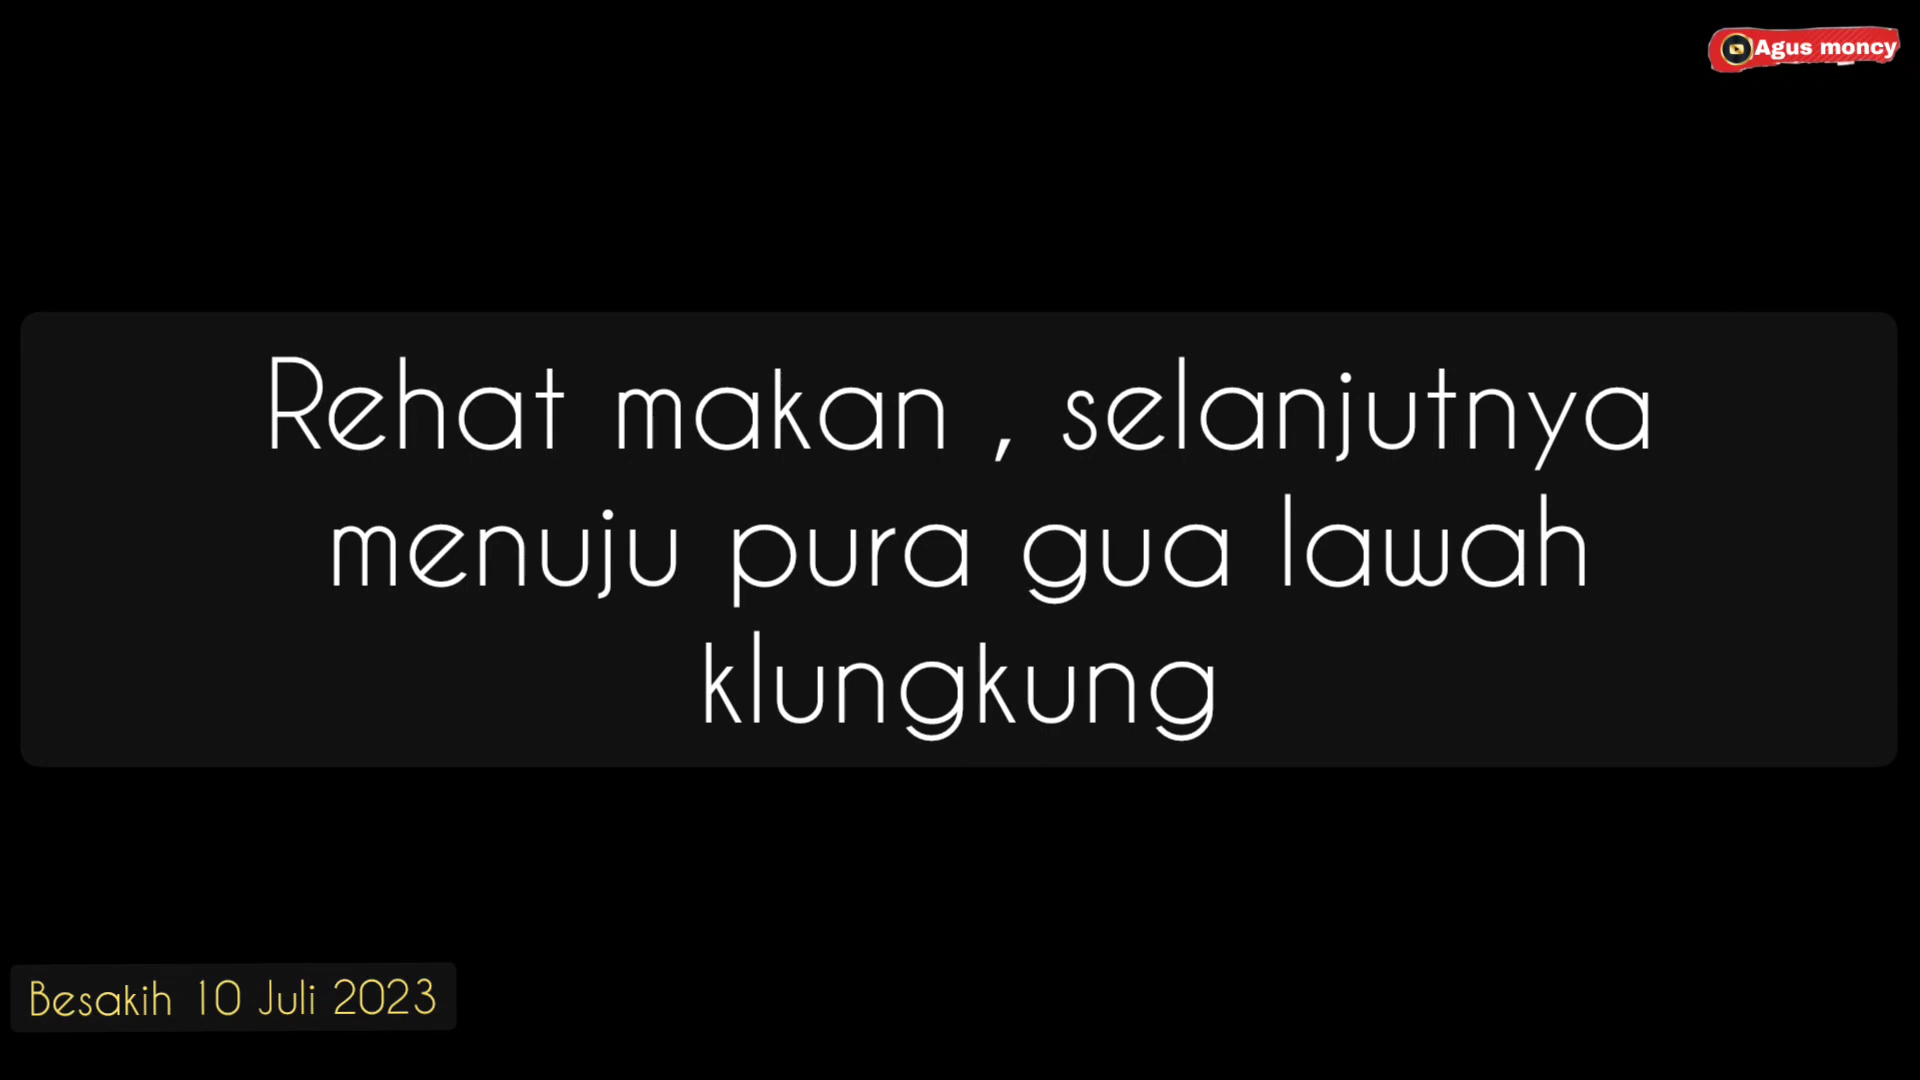 Agus moncy
Rehat makan , selanjutnya
menuju pura gua lawah
klungkung
Besakih 10 Juli 2023